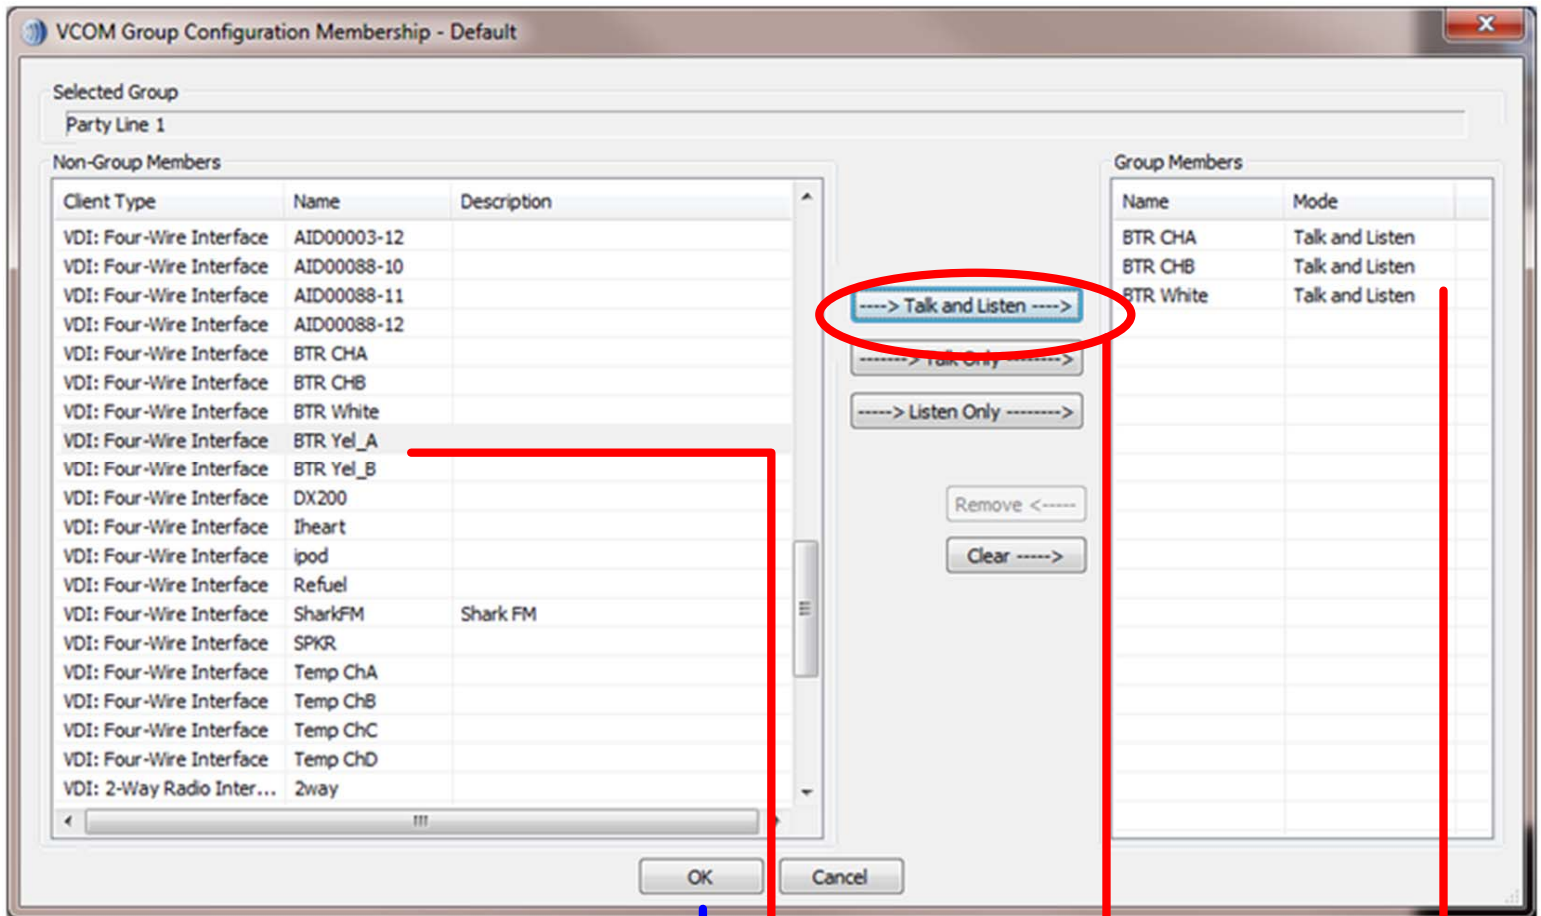 VCOM Group Configuration Membership - Default
Selected Group
Party Line 1
Non-Group Members
Client Type Name Description
VDI: Four-Wire Interface AID00003-12
VDI: Four-Wire Interface AID00088-10
VDI: Four-Wire Interface AID00088-11
VDI: Four-Wire Interface AID00088-12
VDI: Four-Wire Interface BTR CHA
VDI: Four-Wire Interface BTR CHB
VDI: Four-Wire Interface BTR White
VDI: Four-Wire Interface BTR Yel_A
VDI: Four-Wire Interface BTR Yel_B
VDI: Four-Wire Interface DX200
VDI: Four-Wire Interface Iheart
VDI: Four-Wire Interface ipod
VDI: Four-Wire Interface Refuel
VDI: Four-Wire Interface SharkFM Shark FM
VDI: Four-Wire Interface SPKR
VDI: Four-Wire Interface Temp ChA
VDI: Four-Wire Interface Temp ChB
VDI: Four-Wire Interface Temp ChC
VDI: Four-Wire Interface Temp ChD
VDI: 2-Way Radio Inter... 2way
----> Talk and Listen ---->
-------> Talk Only -------->
-----> Listen Only -------->
Remove <-----
Clear ----->
Group Members
Name Mode
BTR CHA Talk and Listen
BTR CHB Talk and Listen
BTR White Talk and Listen
OK
Cancel